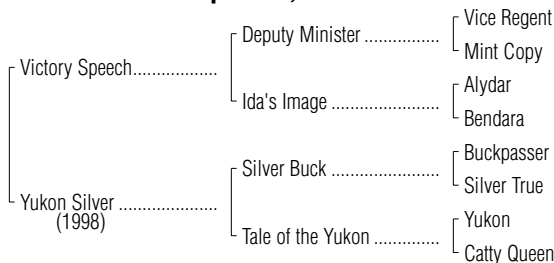 Vice Regent
Deputy Minister ..................
Mint Copy
Victory Speech...................
Alydar
Ida's Image ........................
Bendara
Buckpasser
Silver Buck ........................
Silver True
Yukon Silver ......................
(1998)
Yukon
Tale of the Yukon ...............
Catty Queen